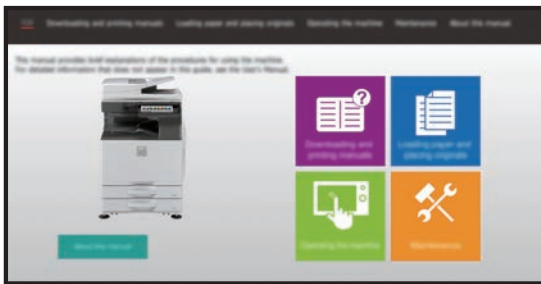 Downloading and printing manuals Loading paper and placing originals Operating the machine Maintenance About this manual
This manual provides brief explanations of the procedures for using the machine.
For detailed information that does not appear in this guide, see the User's Manual.
?
Downloading and
printing manuals
Loading paper and
placing originals
Operating the machine
Maintenance
About this manual